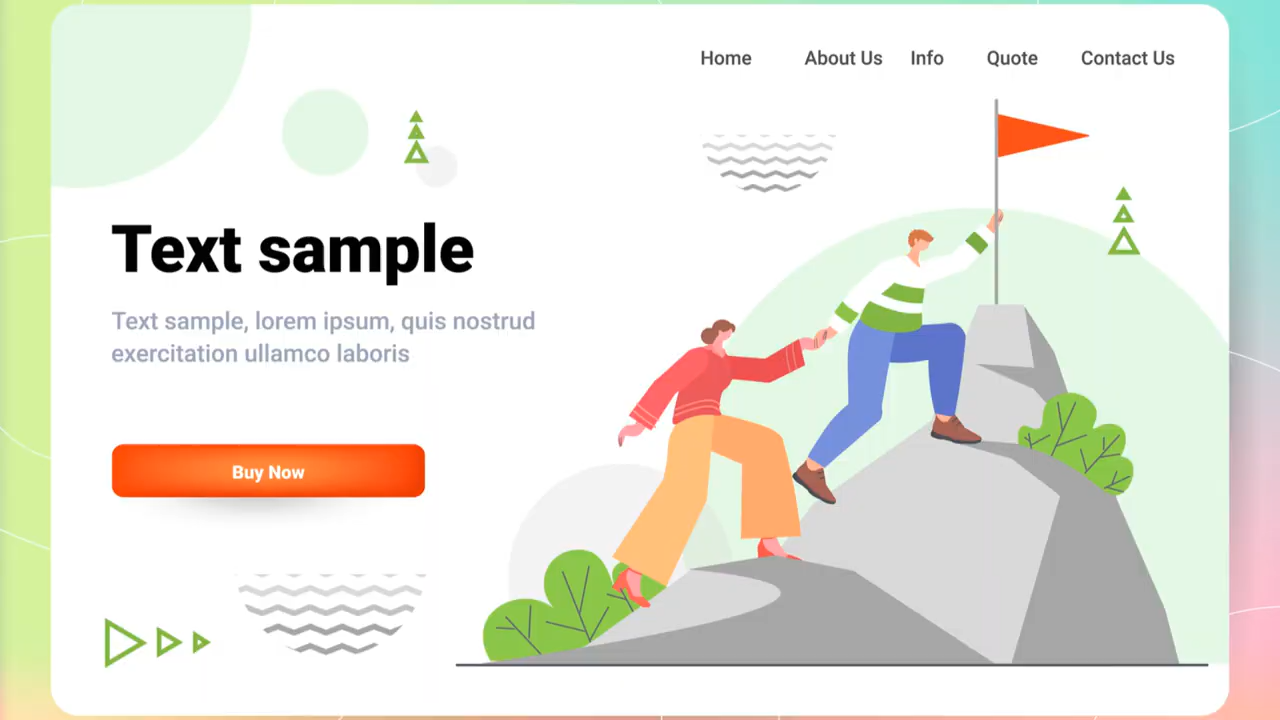 Home About Us Info Quote Contact Us
Text sample
Text sample, lorem ipsum, quis nostrud
exercitation ullamco laboris
Buy Now